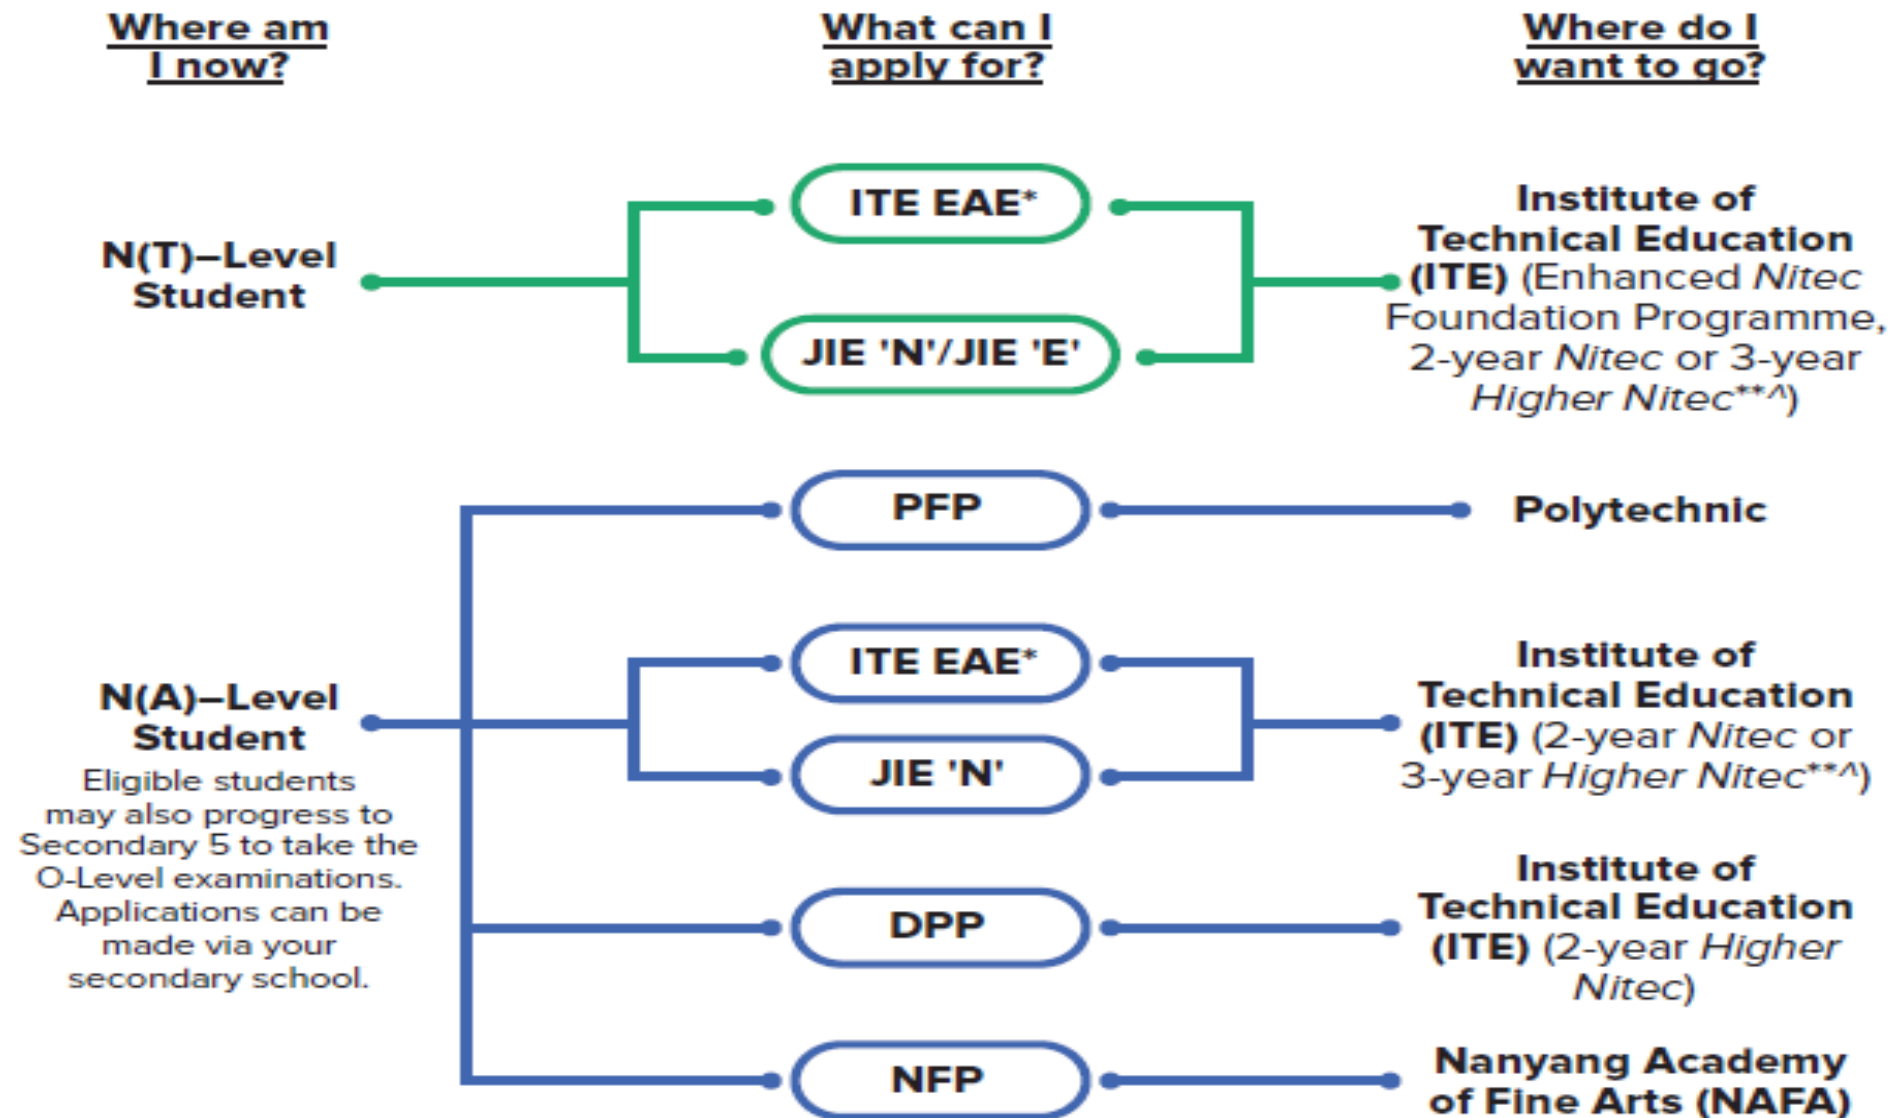 Where am
I now?
What can I
apply for?
Where do I
want to go?
N(T)–Level
Student
ITE EAE*
JIE 'N'/JIE 'E'
Institute of
Technical Education
(ITE) (Enhanced Nitec
Foundation Programme,
2-year Nitec or 3-year
Higher Nitec**^)
N(A)–Level
Student
Eligible students
may also progress to
Secondary 5 to take the
O-Level examinations.
Applications can be
made via your
secondary school.
PFP
Polytechnic
ITE EAE*
JIE 'N'
Institute of
Technical Education
(ITE) (2-year Nitec or
3-year Higher Nitec**^)
DPP
Institute of
Technical Education
(ITE) (2-year Higher
Nitec)
NFP
Nanyang Academy
of Fine Arts (NAFA)